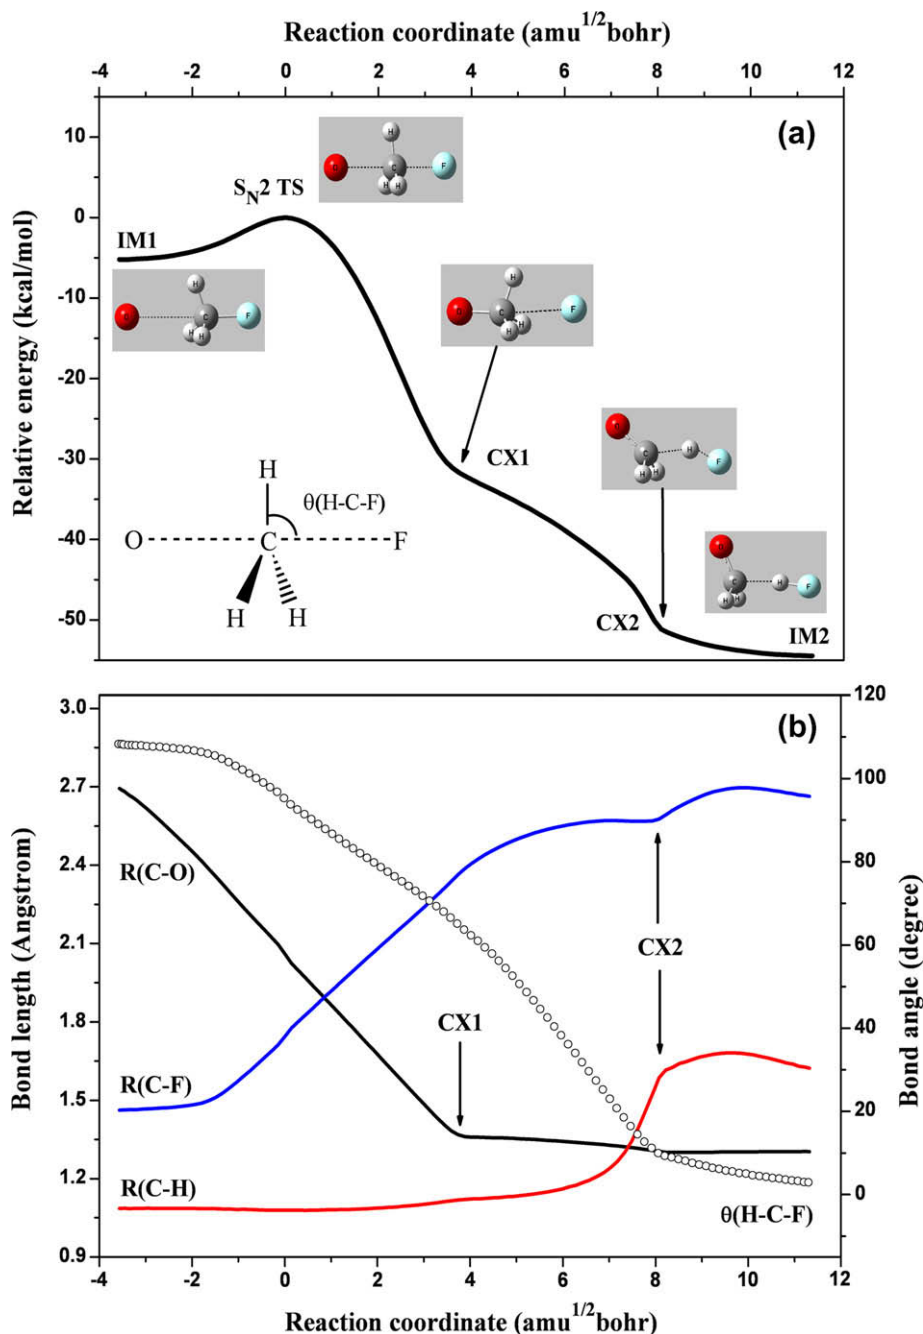 Reaction coordinate (amu1/2bohr)
-4 -2 0 2 4 6 8 10 12
(a)
Relative energy (kcal/mol)
10
0
-10
-20
-30
-40
-50
H
O C F
H H
SN2 TS
IM1
H
O C F
H H
H
O C F
H H
CX1
O
C H F
H H
O
C H F
H H
CX2
IM2
H
θ(H-C-F)
O C F
H H
(b)
Bond length (Angstrom)
3.0
2.7
2.4
2.1
1.8
1.5
1.2
0.9
Bond angle (degree)
120
100
80
60
40
20
0
R(C-O)
CX2
CX1
R(C-F)
R(C-H)
θ(H-C-F)
-4 -2 0 2 4 6 8 10 12
Reaction coordinate (amu1/2bohr)